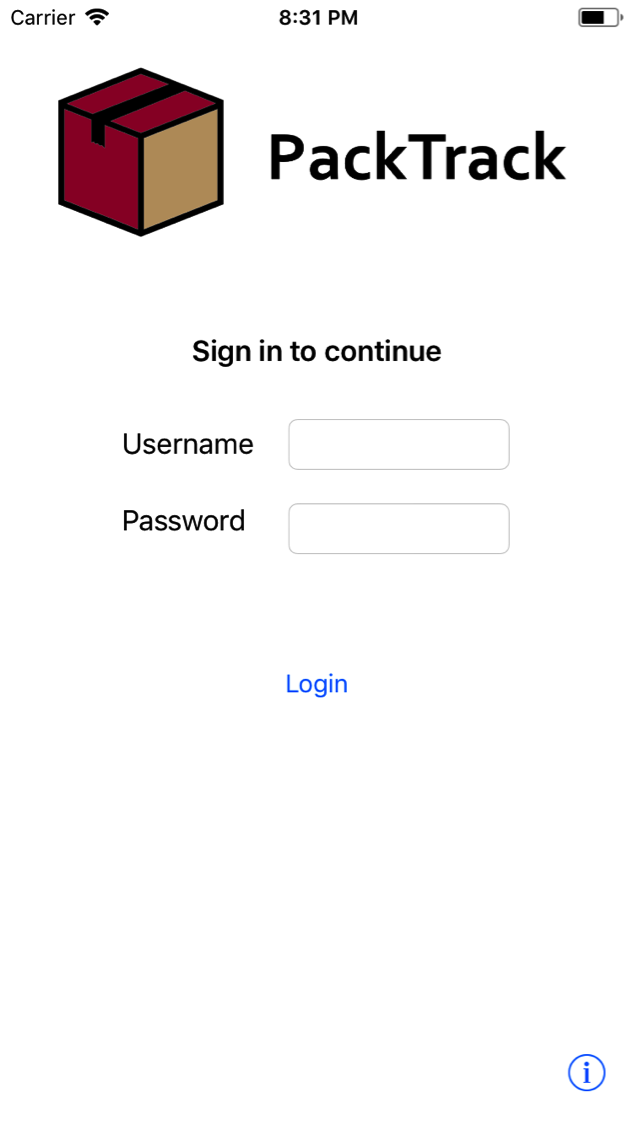 Carrier 8:31 PM
PackTrack
Sign in to continue
Username
Password
Login
i